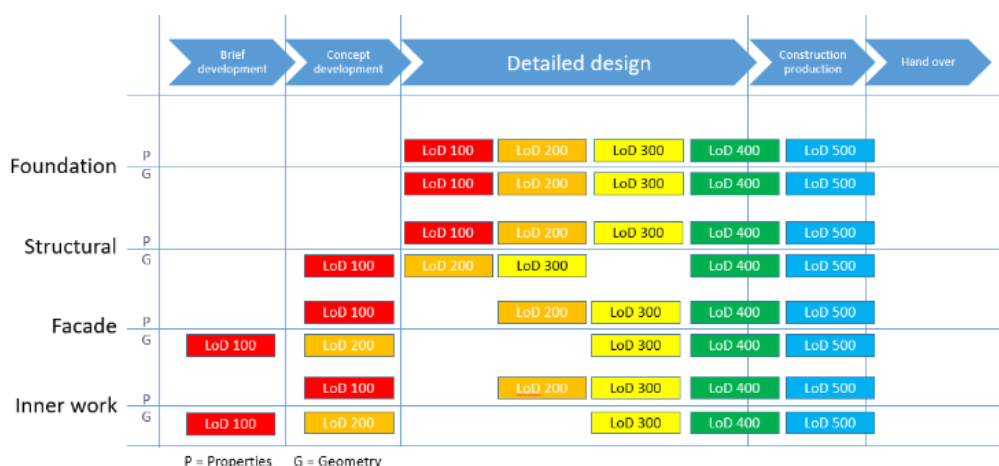 Brief development
Concept development
Detailed design
Construction production
Hand over
Foundation
P
LoD 100 LoD 200 LoD 300 LoD 400 LoD 500
G
LoD 100 LoD 200 LoD 300 LoD 400 LoD 500
Structural
P
LoD 100 LoD 200 LoD 300 LoD 400 LoD 500
G
LoD 100 LoD 200 LoD 300 LoD 400 LoD 500
Facade
P
LoD 100 LoD 200 LoD 300 LoD 400 LoD 500
G
LoD 100 LoD 200 LoD 300 LoD 400 LoD 500
Inner work
P
LoD 100 LoD 200 LoD 300 LoD 400 LoD 500
G
LoD 100 LoD 200 LoD 300 LoD 400 LoD 500
P = Properties G = Geometry